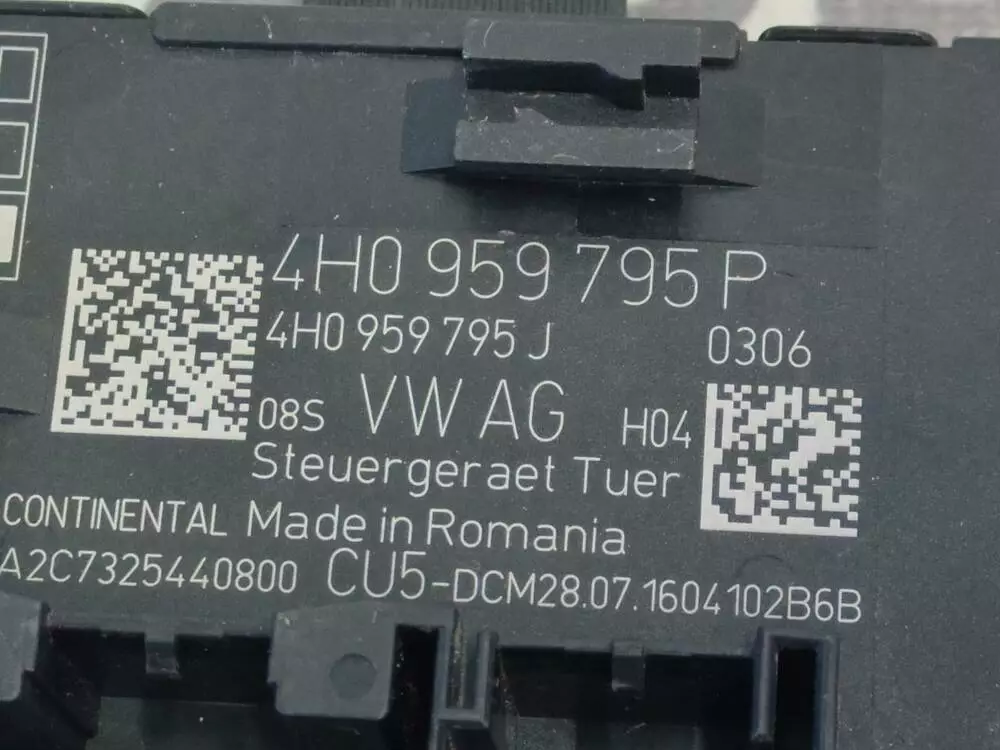 4H0 959 795 P
4H0 959 795 J 0306
08S VW AG H04
Steuergeraet Tuer
CONTINENTAL Made in Romania
A2C7325440800 CU5-DCM28.07.1604102B6B